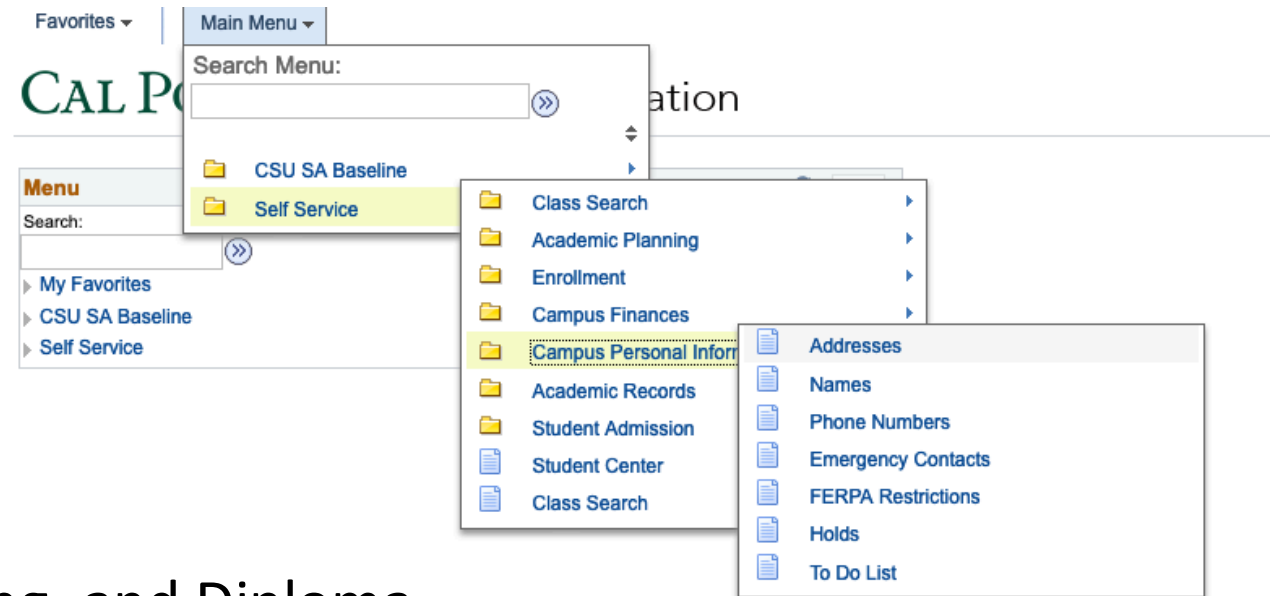 Favorites
Main Menu
Search Menu:
CAL
ation
CSU SA Baseline
Self Service
Menu
Search:
My Favorites
CSU SA Baseline
Self Service
Class Search
Academic Planning
Enrollment
Campus Finances
Campus Personal Inform
Academic Records
Student Admission
Student Center
Class Search
Addresses
Names
Phone Numbers
Emergency Contacts
FERPA Restrictions
Holds
To Do List
and Diploma